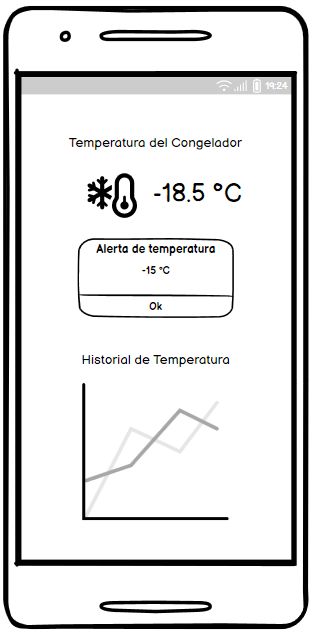 19:24
Temperatura del Congelador
-18.5 °C
Alerta de temperatura
-15 °C
Ok
Historial de Temperatura